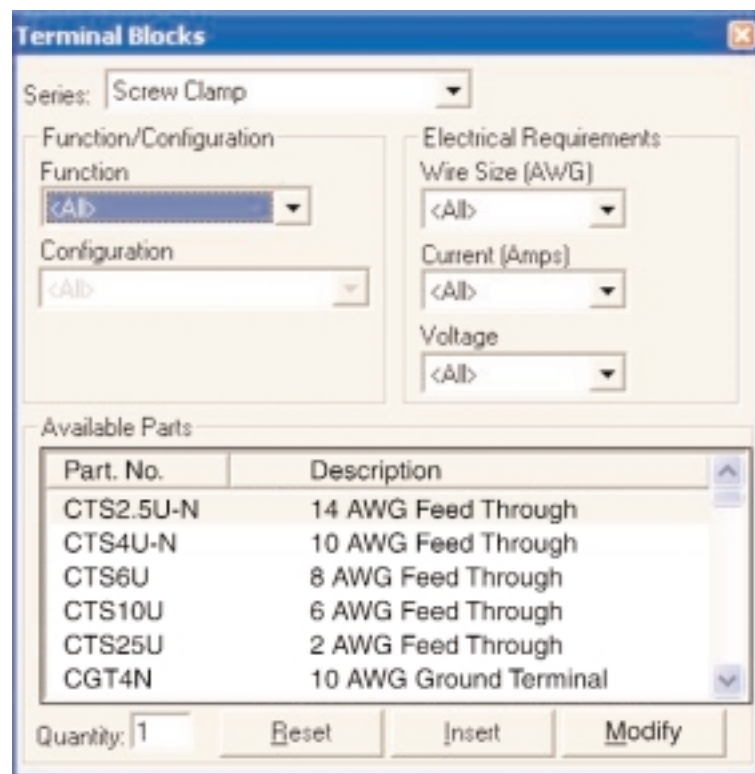 Terminal Blocks
Series: Screw Clamp
Function/Configuration
Function
<All>
Configuration
<All>
Electrical Requirements
Wire Size (AWG)
<All>
Current (Amps)
<All>
Voltage
<All>
Available Parts
Part. No. Description
CTS2.5U-N 14 AWG Feed Through
CTS4U-N 10 AWG Feed Through
CTS6U 8 AWG Feed Through
CTS10U 6 AWG Feed Through
CTS25U 2 AWG Feed Through
CGT4N 10 AWG Ground Terminal
Quantity: 1 Reset Insert Modify